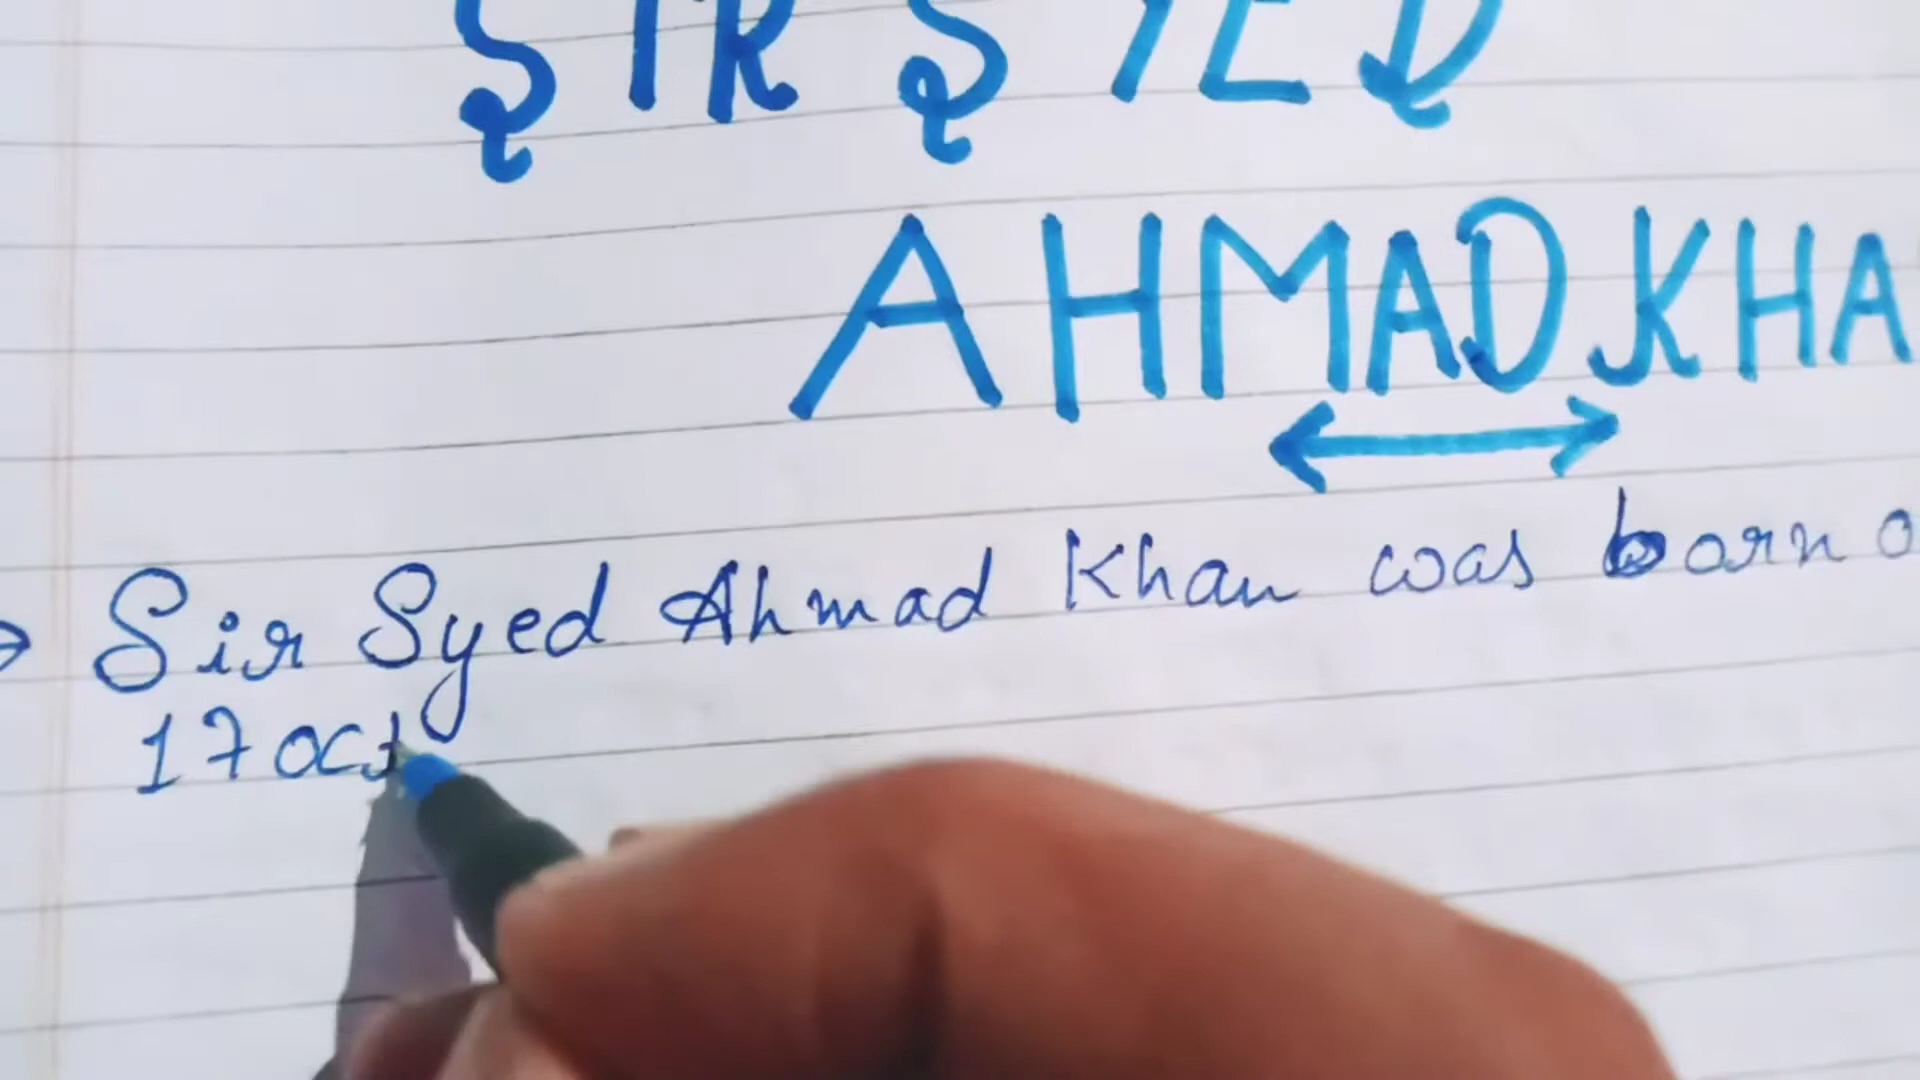 SIR SYED
AHMAD KHA
→ Sir Syed Ahmad Khan was born o
17 oct